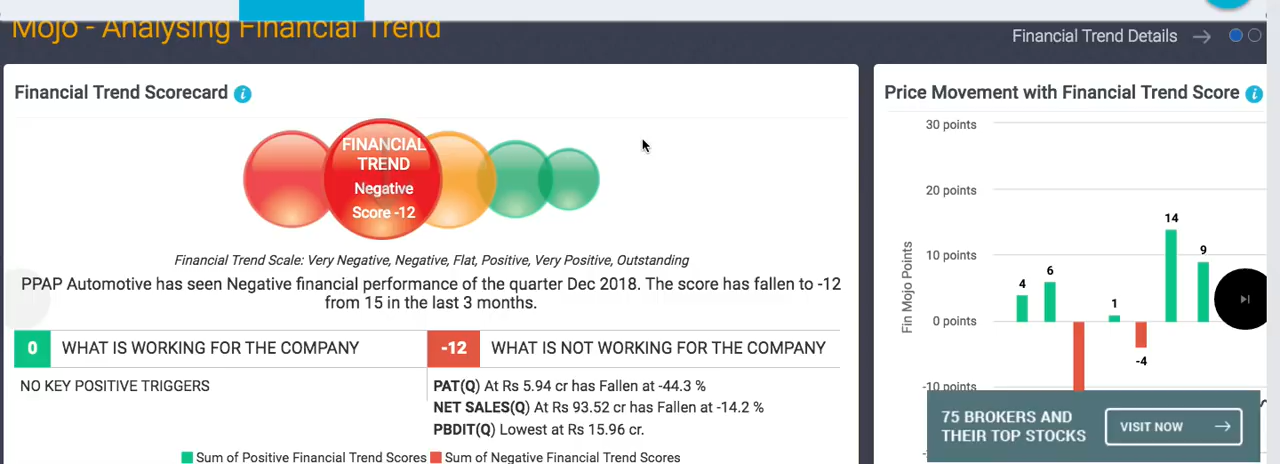 Mojo - Analysing Financial Trend
Financial Trend Details
Financial Trend Scorecard
FINANCIAL
TREND
Negative
Score -12
Financial Trend Scale: Very Negative, Negative, Flat, Positive, Very Positive, Outstanding
PPAP Automotive has seen Negative financial performance of the quarter Dec 2018. The score has fallen to -12
from 15 in the last 3 months.
0 WHAT IS WORKING FOR THE COMPANY
NO KEY POSITIVE TRIGGERS
-12 WHAT IS NOT WORKING FOR THE COMPANY
PAT(Q) At Rs 5.94 cr has Fallen at -44.3 %
NET SALES(Q) At Rs 93.52 cr has Fallen at -14.2 %
PBDIT(Q) Lowest at Rs 15.96 cr.
Sum of Positive Financial Trend Scores Sum of Negative Financial Trend Scores
Price Movement with Financial Trend Score
Fin Mojo Points
30 points
20 points
10 points
0 points
-10 points
4
6
1
-4
14
9
75 BROKERS AND
THEIR TOP STOCKS
VISIT NOW